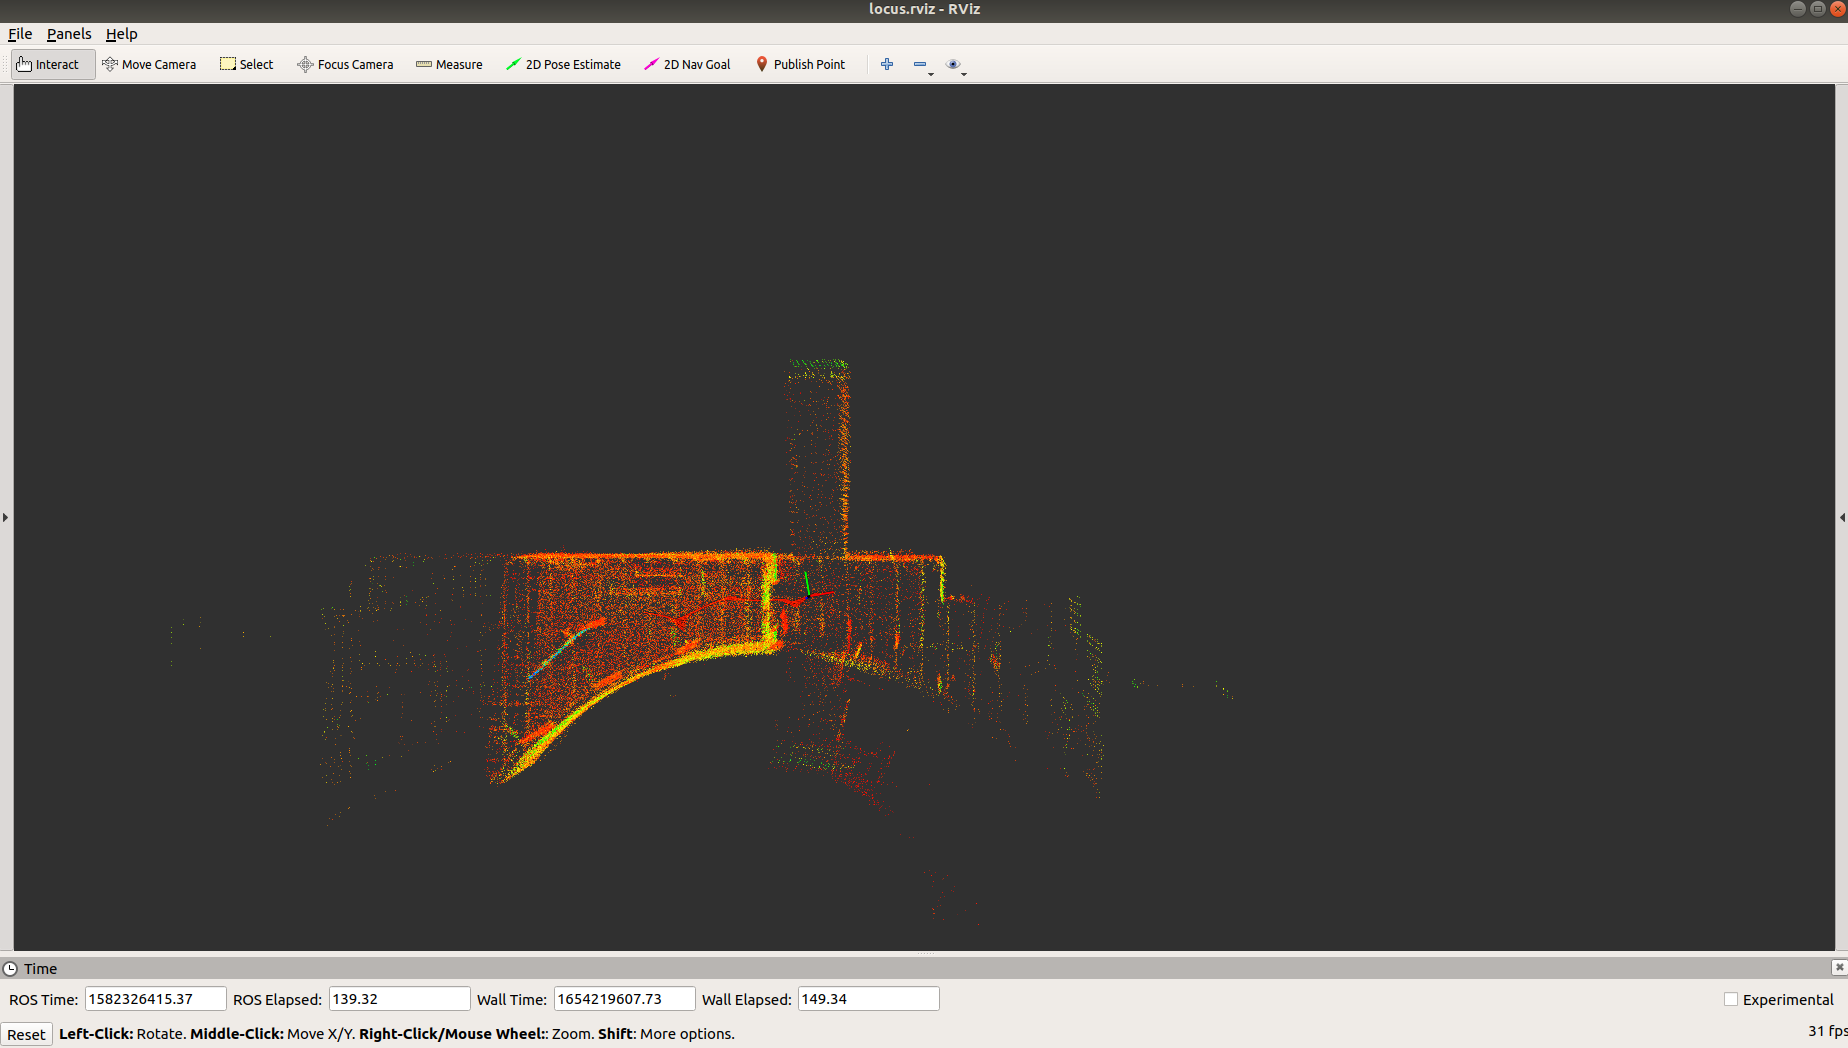 locus.rviz - RViz
File Panels Help
Interact Move Camera Select Focus Camera Measure 2D Pose Estimate 2D Nav Goal Publish Point
Time
ROS Time: 1582326415.37 ROS Elapsed: 139.32 Wall Time: 1654219607.73 Wall Elapsed: 149.34 Experimental
Reset Left-Click: Rotate. Middle-Click: Move X/Y. Right-Click/Mouse Wheel:: Zoom. Shift: More options. 31 fps